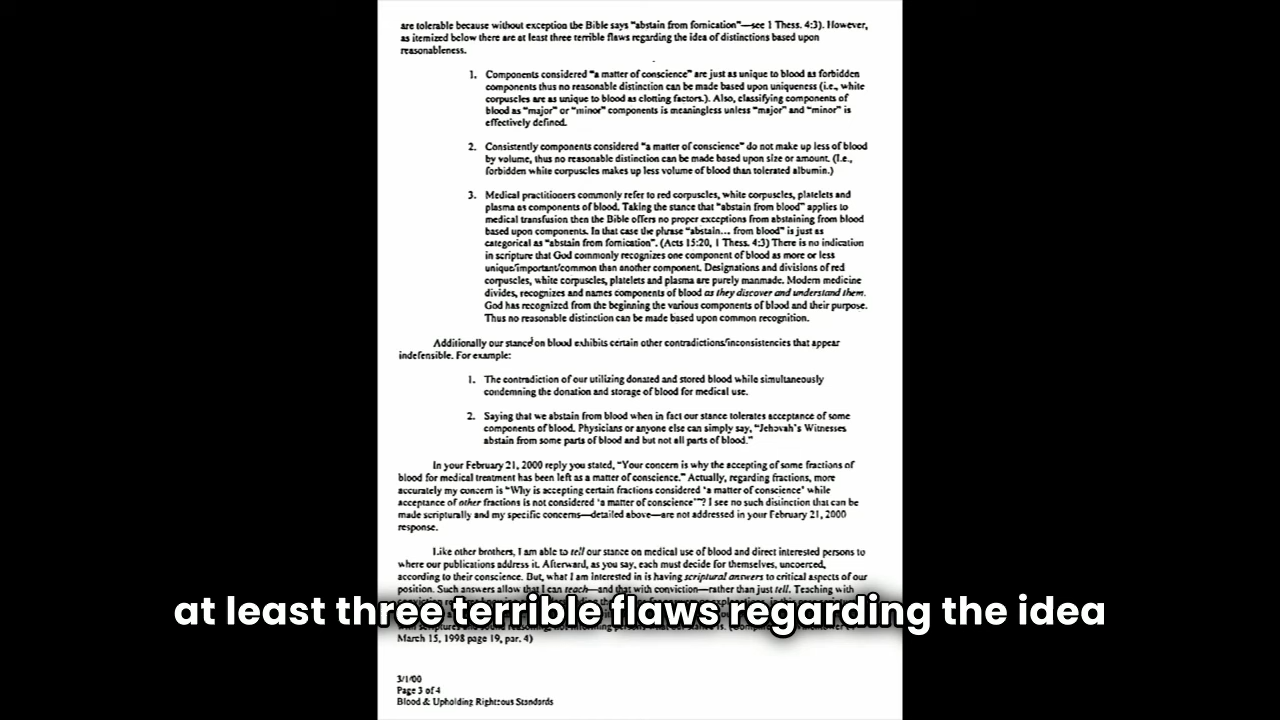 are tolerable because without exception the Bible says "abstain from fornication"—see 1 Thess. 4:3). However,
as itemized below there are at least three terrible flaws regarding the idea of distinctions based upon
reasonableness.
1. Components considered "a matter of conscience" are just as unique to blood as forbidden
components thus no reasonable distinction can be made based upon uniqueness (i.e., white
corpuscles are as unique to blood as clotting factors.). Also, classifying components of
blood as "major" or "minor" components is meaningless unless "major" and "minor" is
effectively defined.
2. Consistently components considered "a matter of conscience" do not make up less of blood
by volume, thus no reasonable distinction can be made based upon size or amount. (I.e.,
forbidden white corpuscles makes up less volume of blood than tolerated albumin.)
3. Medical practitioners commonly refer to red corpuscles, white corpuscles, platelets and
plasma as components of blood. Taking the stance that "abstain from blood" applies to
medical transfusion then the Bible offers no proper exceptions from abstaining from blood
based upon components. In that case the phrase "abstain... from blood" is just as
categorical as "abstain from fornication". (Acts 15:20, 1 Thess. 4:3) There is no indication
in scripture that God commonly recognizes one component of blood as more or less
unique/important/common than another component. Designations and divisions of red
corpuscles, white corpuscles, platelets and plasma are purely manmade. Modern medicine
divides, recognizes and names components of blood as they discover and understand them.
God has recognized from the beginning the various components of blood and their purpose.
Thus no reasonable distinction can be made based upon common recognition.
Additionally our stance on blood exhibits certain other contradictions/inconsistencies that appear
indefensible. For example:
1. The contradiction of our utilizing donated and stored blood while simultaneously
condemning the donation and storage of blood for medical use.
2. Saying that we abstain from blood when in fact our stance tolerates acceptance of some
components of blood. Physicians or anyone else can simply say, "Jehovah's Witnesses
abstain from some parts of blood and but not all parts of blood."
In your February 21, 2000 reply you stated, "Your concern is why the accepting of some fractions of
blood for medical treatment has been left as a matter of conscience." Actually, regarding fractions, more
accurately my concern is "Why is accepting certain fractions considered 'a matter of conscience' while
acceptance of other fractions is not considered 'a matter of conscience'"? I see no such distinction that can be
made scripturally and my specific concerns—detailed above—are not addressed in your February 21, 2000
response.
Like other brothers, I am able to tell our stance on medical use of blood and direct interested persons to
where our publications address it. Afterward, as you say, each must decide for themselves, uncoerced,
according to their conscience. But, what I am interested in is having scriptural answers to critical aspects of our
position. Such answers allow that I can teach—and that with conviction—rather than just tell. Teaching with
at least three terrible flaws regarding the idea
March 15, 1998 page 19, par. 4)
3/1/00
Page 3 of 4
Blood & Upholding Righteous Standards